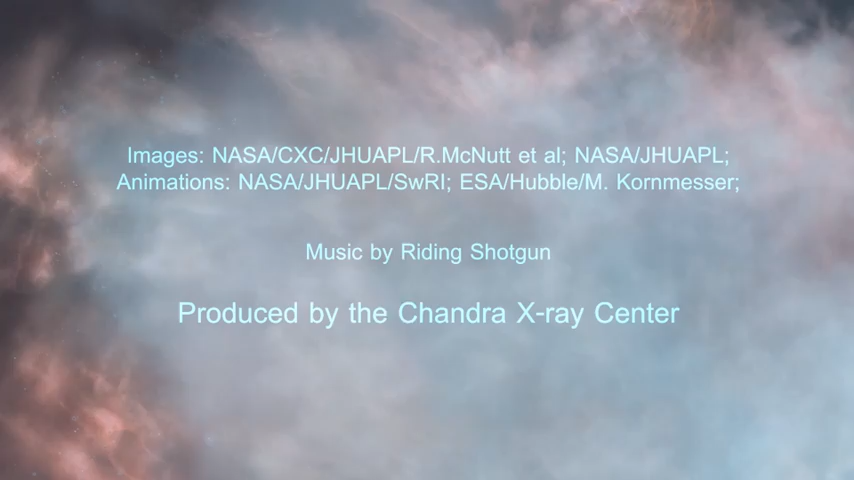 Images: NASA/CXC/JHUAPL/R.McNutt et al; NASA/JHUAPL;
Animations: NASA/JHUAPL/SwRI; ESA/Hubble/M. Kornmesser;
Music by Riding Shotgun
Produced by the Chandra X-ray Center